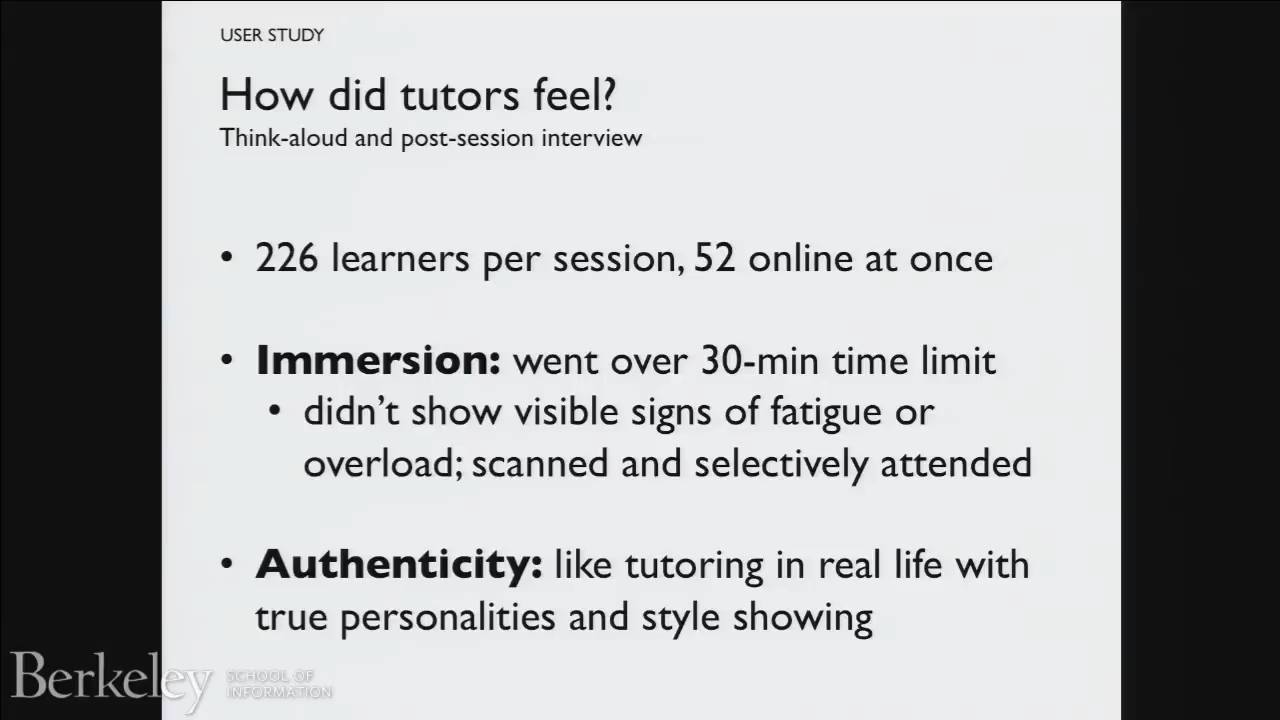 USER STUDY
How did tutors feel?
Think-aloud and post-session interview
• 226 learners per session, 52 online at once
• Immersion: went over 30-min time limit
• didn't show visible signs of fatigue or
overload; scanned and selectively attended
• Authenticity: like tutoring in real life with
true personalities and style showing
Berkeley SCHOOL OF
INFORMATION